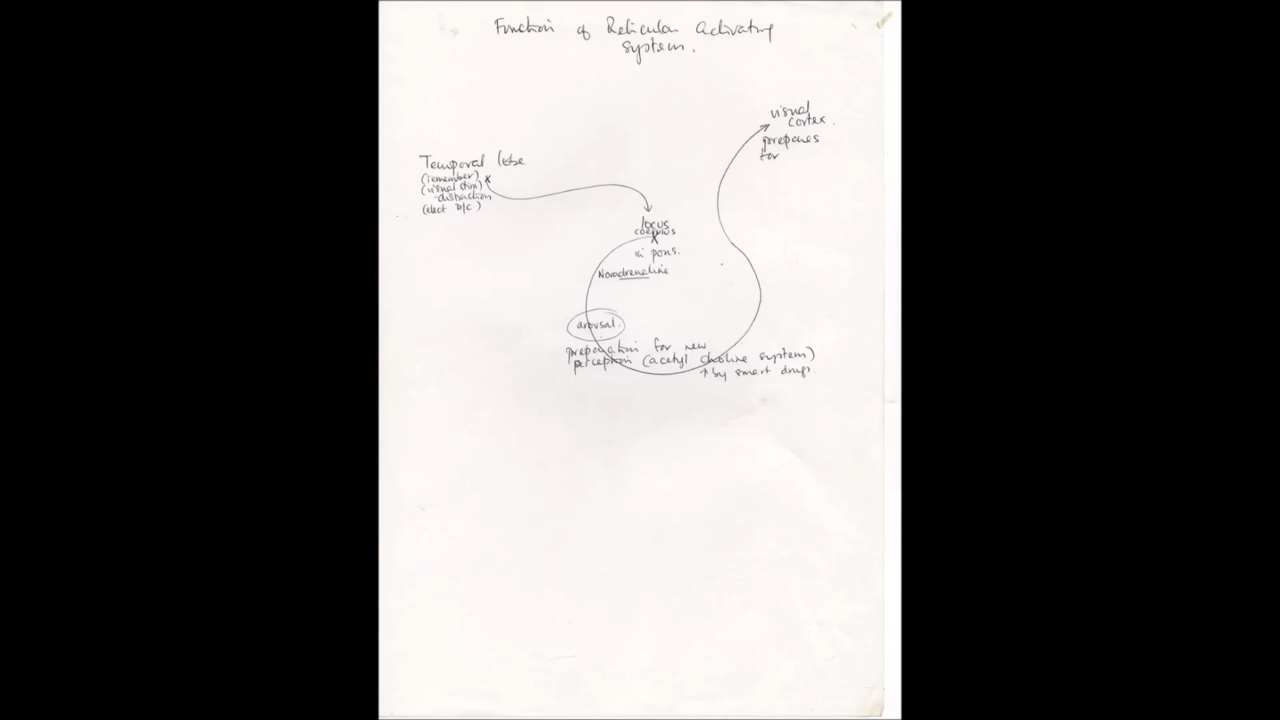 Function of Reticular Activating
System.
visual
cortex.
prepares
for
Temporal lobe
(remember) x
(visual stim)
- distraction
(elect D/C)
locus
coeruleus
x
in pons.
Noradrenaline
arousal.
preparation for new
perception (acetyl choline system)
↑ by smart drugs.